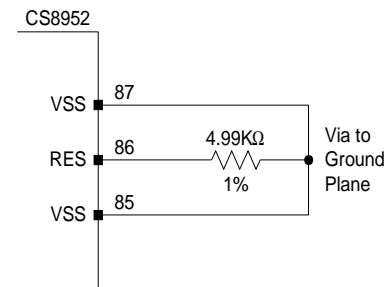 CS8952
VSS 87
RES 86 4.99KΩ 1%
VSS 85
Via to
Ground
Plane